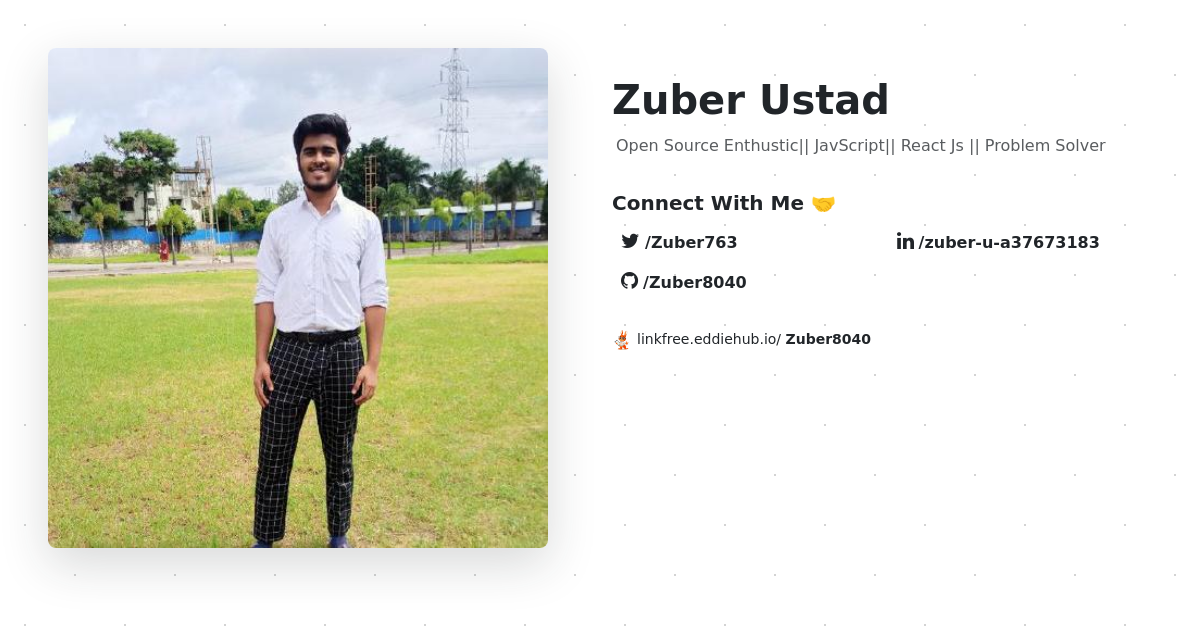 Zuber Ustad
Open Source Enthustic|| JavScript|| React Js || Problem Solver
Connect With Me 🤝
/Zuber763
/zuber-u-a37673183
/Zuber8040
linkfree.eddiehub.io/ Zuber8040